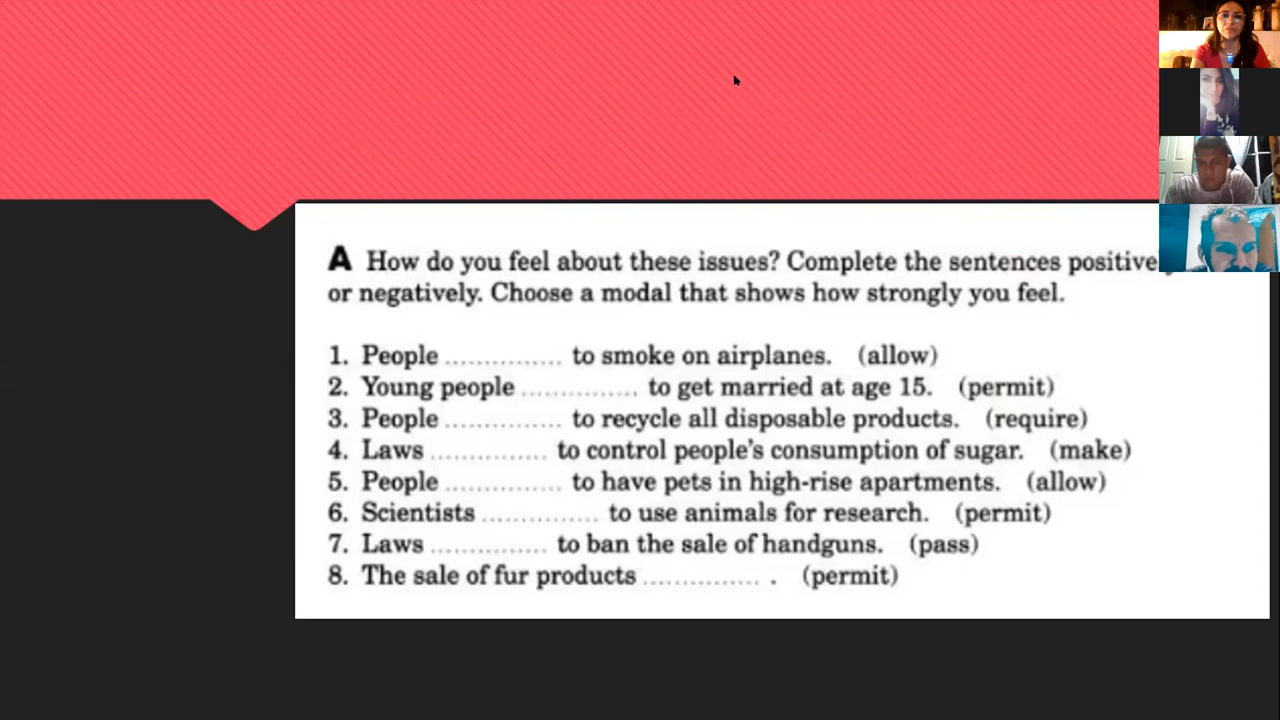 A How do you feel about these issues? Complete the sentences positive
or negatively. Choose a modal that shows how strongly you feel.
1. People .............. to smoke on airplanes. (allow)
2. Young people .............. to get married at age 15. (permit)
3. People .............. to recycle all disposable products. (require)
4. Laws .............. to control people's consumption of sugar. (make)
5. People .............. to have pets in high-rise apartments. (allow)
6. Scientists .............. to use animals for research. (permit)
7. Laws .............. to ban the sale of handguns. (pass)
8. The sale of fur products .............. . (permit)